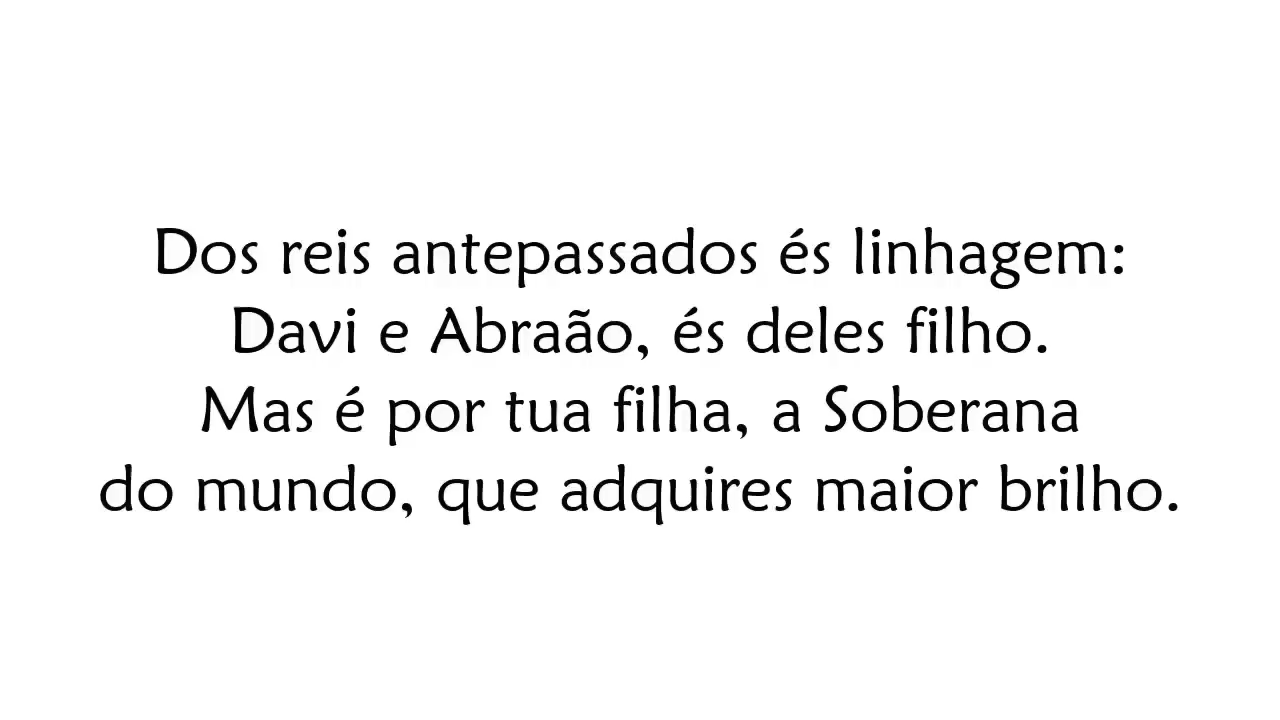 Dos reis antepassados és linhagem:
Davi e Abraão, és deles filho.
Mas é por tua filha, a Soberana
do mundo, que adquires maior brilho.